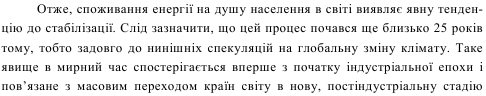 Отже, споживання енергії на душу населення в світі виявляє явну тенден-
цію до стабілізації. Слід зазначити, що цей процес почався ще близько 25 років
тому, тобто задовго до нинішніх спекуляцій на глобальну зміну клімату. Таке
явище в мирний час спостерігається вперше з початку індустріальної епохи і
пов’язане з масовим переходом країн світу в нову, постіндустріальну стадію